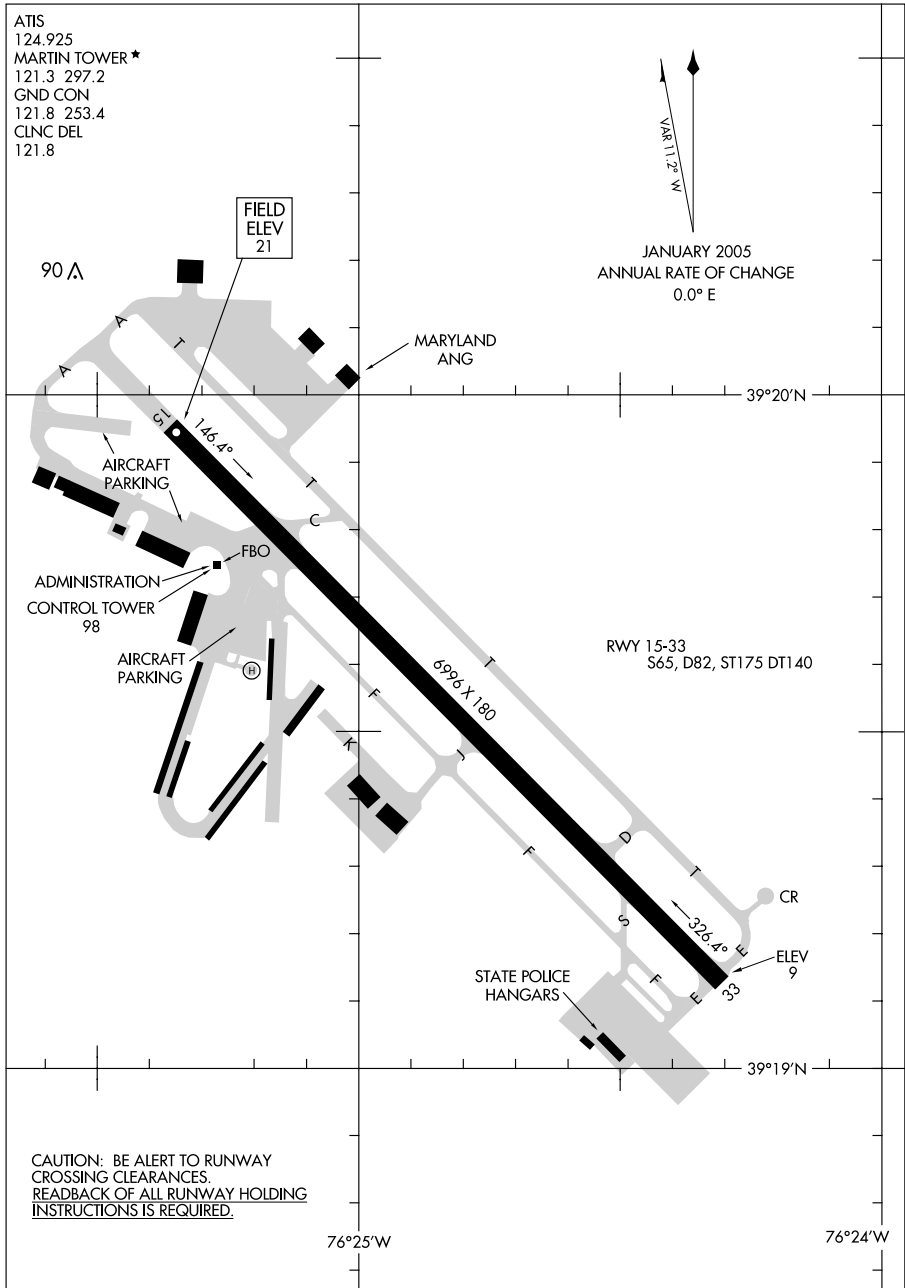 ATIS
124.925
MARTIN TOWER ★
121.3 297.2
GND CON
121.8 253.4
CLNC DEL
121.8
VAR 11.2° W
JANUARY 2005
ANNUAL RATE OF CHANGE
0.0° E
FIELD
ELEV
21
90
A
A
T
MARYLAND
ANG
39°20'N
15
146.4°
AIRCRAFT
PARKING
T
C
FBO
ADMINISTRATION
CONTROL TOWER
98
AIRCRAFT
PARKING
H
RWY 15-33
S65, D82, ST175 DT140
T
6996 X 180
F
K
J
F
D
T
CR
S
326.4°
E
ELEV
9
F
E
33
STATE POLICE
HANGARS
39°19'N
CAUTION: BE ALERT TO RUNWAY
CROSSING CLEARANCES.
READBACK OF ALL RUNWAY HOLDING
INSTRUCTIONS IS REQUIRED.
76°25'W
76°24'W